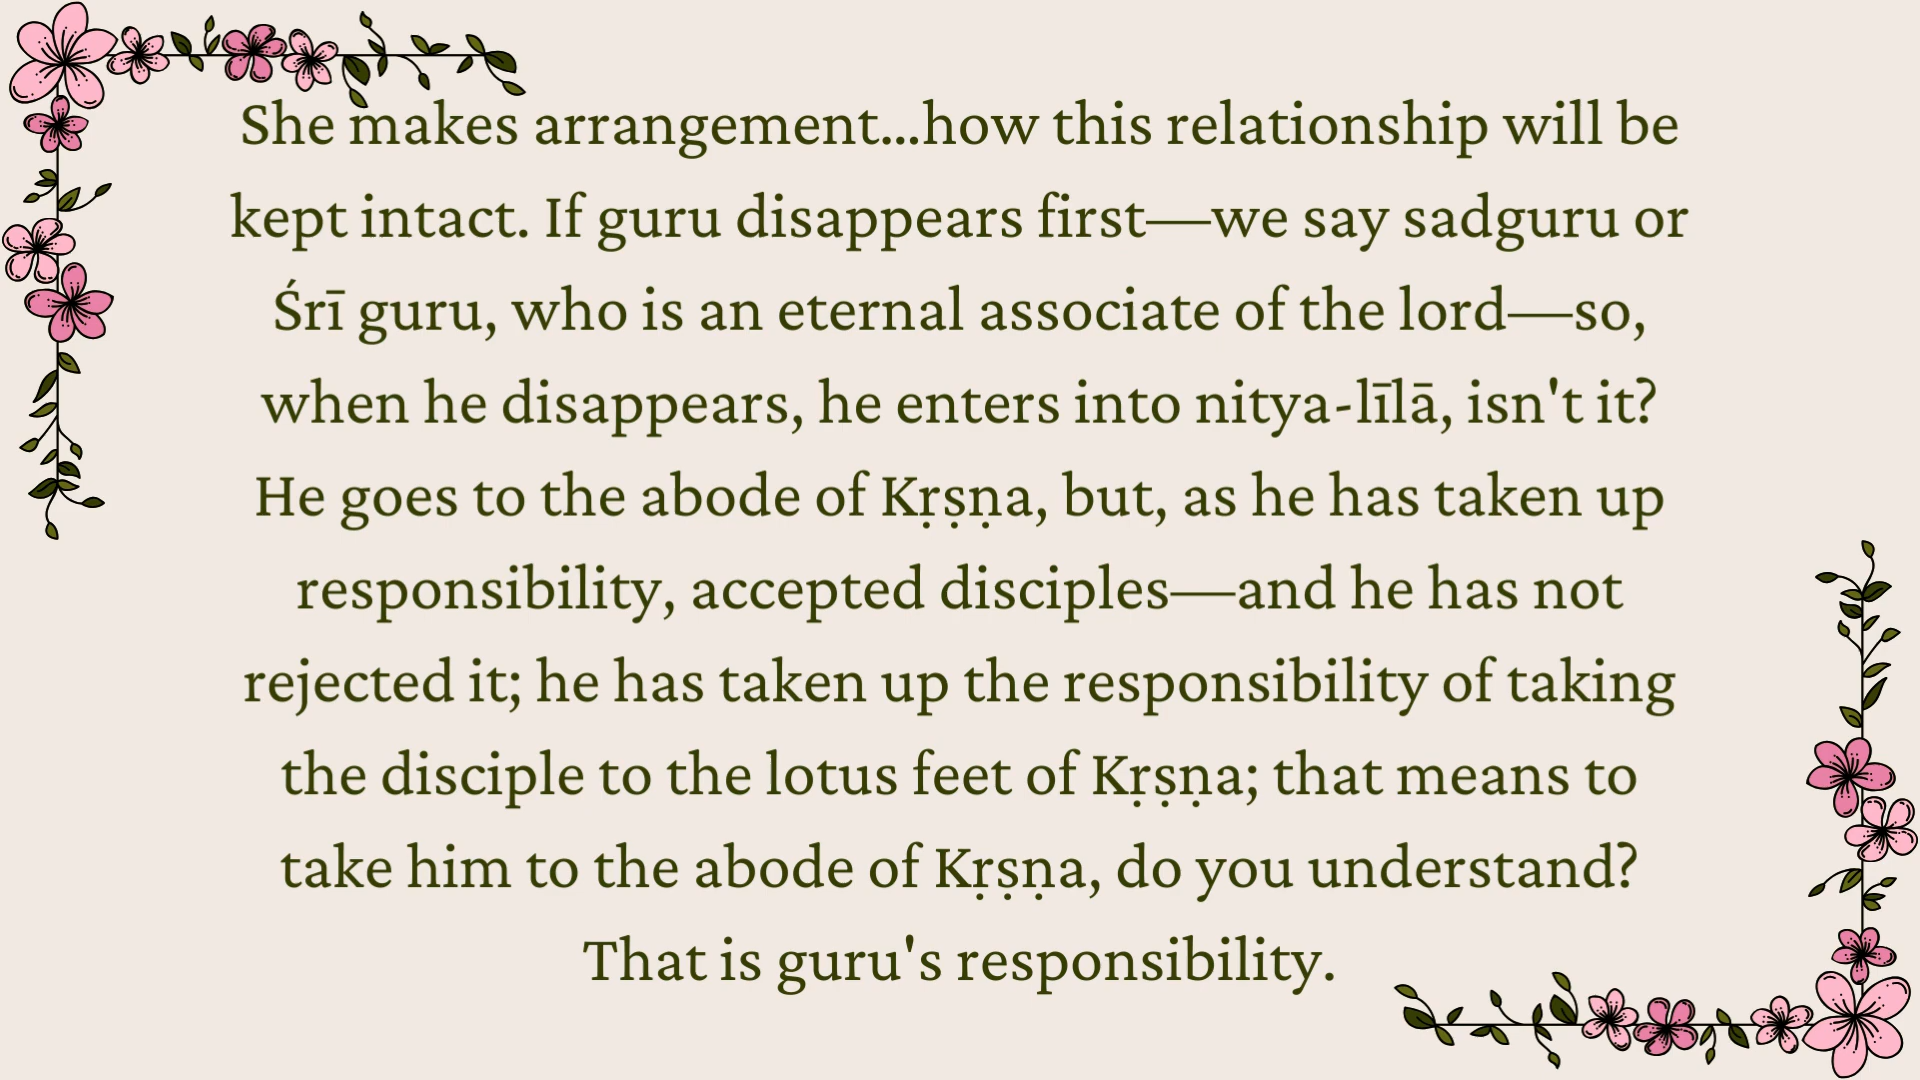 She makes arrangement...how this relationship will be
kept intact. If guru disappears first—we say sadguru or
Śrī guru, who is an eternal associate of the lord—so,
when he disappears, he enters into nitya-līlā, isn't it?
He goes to the abode of Kṛṣṇa, but, as he has taken up
responsibility, accepted disciples—and he has not
rejected it; he has taken up the responsibility of taking
the disciple to the lotus feet of Kṛṣṇa; that means to
take him to the abode of Kṛṣṇa, do you understand?
That is guru's responsibility.